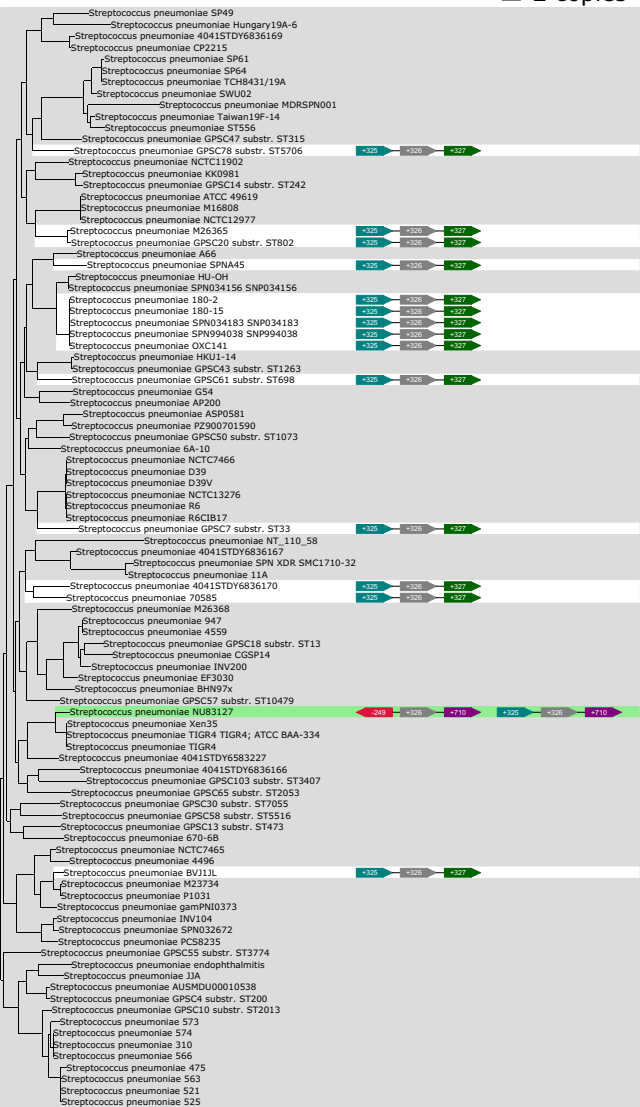 2 copies
Streptococcus pneumoniae SP49
Streptococcus pneumoniae Hungary19A-6
Streptococcus pneumoniae 4041STDY6836169
Streptococcus pneumoniae CP2215
Streptococcus pneumoniae SP61
Streptococcus pneumoniae SP64
Streptococcus pneumoniae TCH8431/19A
Streptococcus pneumoniae SWU02
Streptococcus pneumoniae MDRSPN001
Streptococcus pneumoniae Taiwan19F-14
Streptococcus pneumoniae ST556
Streptococcus pneumoniae GPSC47 substr. ST315
Streptococcus pneumoniae GPSC78 substr. ST5706 +325 +326 +327
Streptococcus pneumoniae NCTC11902
Streptococcus pneumoniae KK0981
Streptococcus pneumoniae GPSC14 substr. ST242
Streptococcus pneumoniae ATCC 49619
Streptococcus pneumoniae M16808
Streptococcus pneumoniae NCTC12977
Streptococcus pneumoniae M26365 +325 +326 +327
Streptococcus pneumoniae GPSC20 substr. ST802 +325 +326 +327
Streptococcus pneumoniae A66
Streptococcus pneumoniae SPNA45 +325 +326 +327
Streptococcus pneumoniae HU-OH
Streptococcus pneumoniae SPN034156 SNP034156
Streptococcus pneumoniae 180-2 +325 +326 +327
Streptococcus pneumoniae 180-15 +325 +326 +327
Streptococcus pneumoniae SPN034183 SNP034183 +325 +326 +327
Streptococcus pneumoniae SPN994038 SNP994038 +325 +326 +327
Streptococcus pneumoniae OXC141 +325 +326 +327
Streptococcus pneumoniae HKU1-14
Streptococcus pneumoniae GPSC43 substr. ST1263
Streptococcus pneumoniae GPSC61 substr. ST698 +325 +326 +327
Streptococcus pneumoniae G54
Streptococcus pneumoniae AP200
Streptococcus pneumoniae ASP0581
Streptococcus pneumoniae PZ900701590
Streptococcus pneumoniae GPSC50 substr. ST1073
Streptococcus pneumoniae 6A-10
Streptococcus pneumoniae NCTC7466
Streptococcus pneumoniae D39
Streptococcus pneumoniae D39V
Streptococcus pneumoniae NCTC13276
Streptococcus pneumoniae R6
Streptococcus pneumoniae R6CIB17
Streptococcus pneumoniae GPSC7 substr. ST33 +325 +326 +327
Streptococcus pneumoniae NT_110_58
Streptococcus pneumoniae 4041STDY6836167
Streptococcus pneumoniae SPN XDR SMC1710-32
Streptococcus pneumoniae 11A
Streptococcus pneumoniae 4041STDY6836170 +325 +326 +327
Streptococcus pneumoniae 70585 +325 +326 +327
Streptococcus pneumoniae M26368
Streptococcus pneumoniae 947
Streptococcus pneumoniae 4559
Streptococcus pneumoniae GPSC18 substr. ST13
Streptococcus pneumoniae CGSP14
Streptococcus pneumoniae INV200
Streptococcus pneumoniae EF3030
Streptococcus pneumoniae BHN97x
Streptococcus pneumoniae GPSC57 substr. ST10479
Streptococcus pneumoniae NU83127 -249 +326 +710 +325 +326 +710
Streptococcus pneumoniae Xen35
Streptococcus pneumoniae TIGR4 TIGR4; ATCC BAA-334
Streptococcus pneumoniae TIGR4
Streptococcus pneumoniae 4041STDY6583227
Streptococcus pneumoniae 4041STDY6836166
Streptococcus pneumoniae GPSC103 substr. ST3407
Streptococcus pneumoniae GPSC65 substr. ST2053
Streptococcus pneumoniae GPSC30 substr. ST7055
Streptococcus pneumoniae GPSC58 substr. ST5516
Streptococcus pneumoniae GPSC13 substr. ST473
Streptococcus pneumoniae 670-6B
Streptococcus pneumoniae NCTC7465
Streptococcus pneumoniae 4496
Streptococcus pneumoniae BVJ1JL +325 +326 +327
Streptococcus pneumoniae M23734
Streptococcus pneumoniae P1031
Streptococcus pneumoniae gamPNI0373
Streptococcus pneumoniae INV104
Streptococcus pneumoniae SPN032672
Streptococcus pneumoniae PCS8235
Streptococcus pneumoniae GPSC55 substr. ST3774
Streptococcus pneumoniae endophthalmitis
Streptococcus pneumoniae JJA
Streptococcus pneumoniae AUSMDU00010538
Streptococcus pneumoniae GPSC4 substr. ST200
Streptococcus pneumoniae GPSC10 substr. ST2013
Streptococcus pneumoniae 573
Streptococcus pneumoniae 574
Streptococcus pneumoniae 310
Streptococcus pneumoniae 566
Streptococcus pneumoniae 475
Streptococcus pneumoniae 563
Streptococcus pneumoniae 521
Streptococcus pneumoniae 525